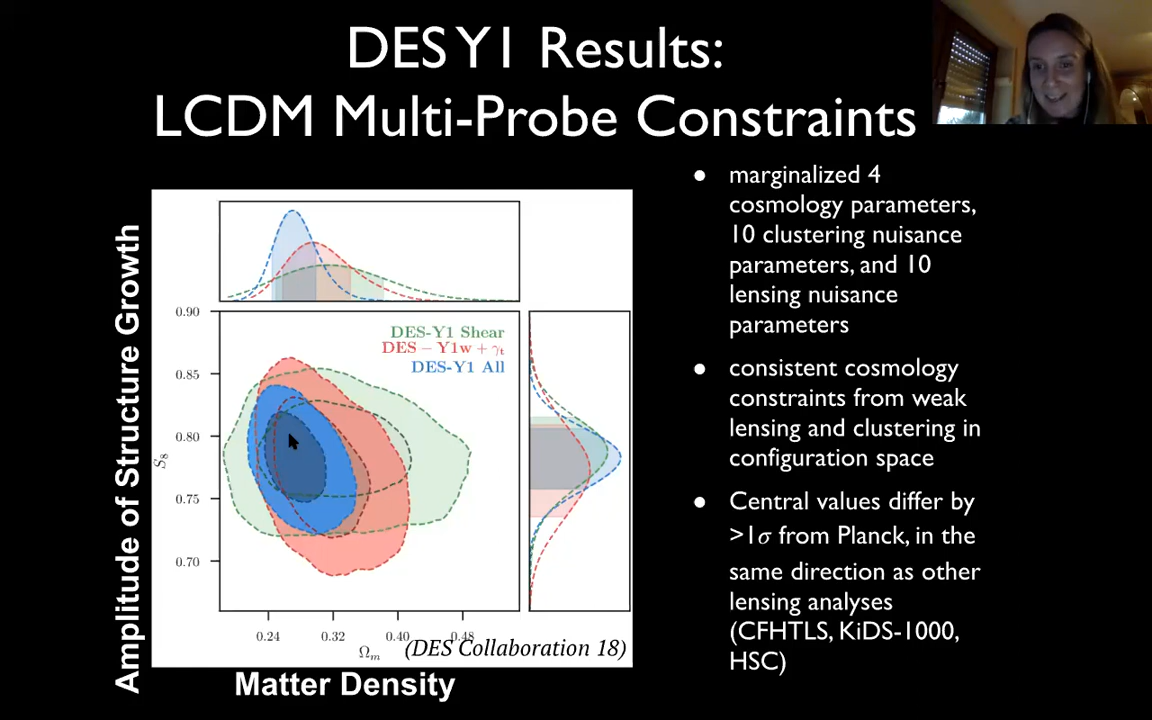 DES Y1 Results:
LCDM Multi-Probe Constraints
Amplitude of Structure Growth
0.90
0.85
0.80
0.75
0.70
S₈
DES-Y1 Shear
DES − Y1w + γₜ
DES-Y1 All
0.24
0.32
0.40
0.48
Ωₘ
(DES Collaboration 18)
Matter Density
● marginalized 4
cosmology parameters,
10 clustering nuisance
parameters, and 10
lensing nuisance
parameters
● consistent cosmology
constraints from weak
lensing and clustering in
configuration space
● Central values differ by
>1σ from Planck, in the
same direction as other
lensing analyses
(CFHTLS, KiDS-1000,
HSC)